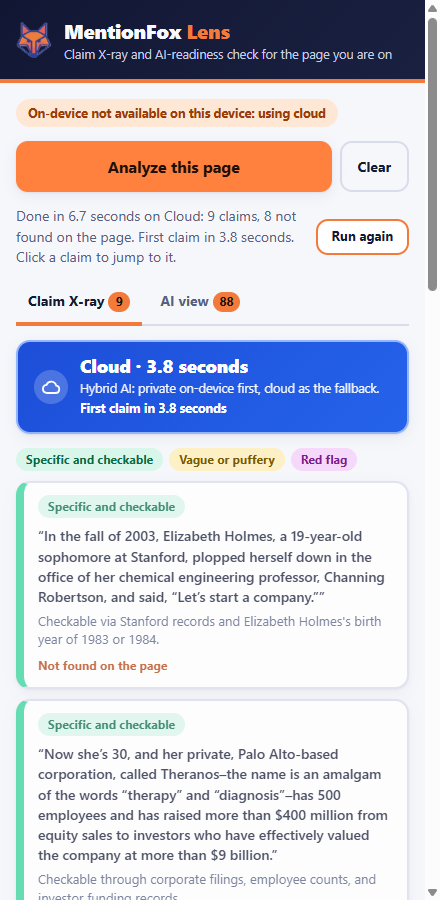 MentionFox Lens
Claim X-ray and AI-readiness check for the page you are on
On-device not available on this device: using cloud
Analyze this page
Clear
Done in 6.7 seconds on Cloud: 9 claims, 8 not
found on the page. First claim in 3.8 seconds.
Click a claim to jump to it.
Run again
Claim X-ray 9
AI view 88
Cloud · 3.8 seconds
Hybrid AI: private on-device first, cloud as the fallback.
First claim in 3.8 seconds
Specific and checkable
Vague or puffery
Red flag
Specific and checkable
“In the fall of 2003, Elizabeth Holmes, a 19-year-old
sophomore at Stanford, plopped herself down in the
office of her chemical engineering professor, Channing
Robertson, and said, “Let’s start a company.””
Checkable via Stanford records and Elizabeth Holmes's birth
year of 1983 or 1984.
Not found on the page
Specific and checkable
“Now she’s 30, and her private, Palo Alto-based
corporation, called Theranos–the name is an amalgam
of the words “therapy” and “diagnosis”–has 500
employees and has raised more than $400 million from
equity sales to investors who have effectively valued
the company at more than $9 billion.”
Checkable through corporate filings, employee counts, and
investor funding records.